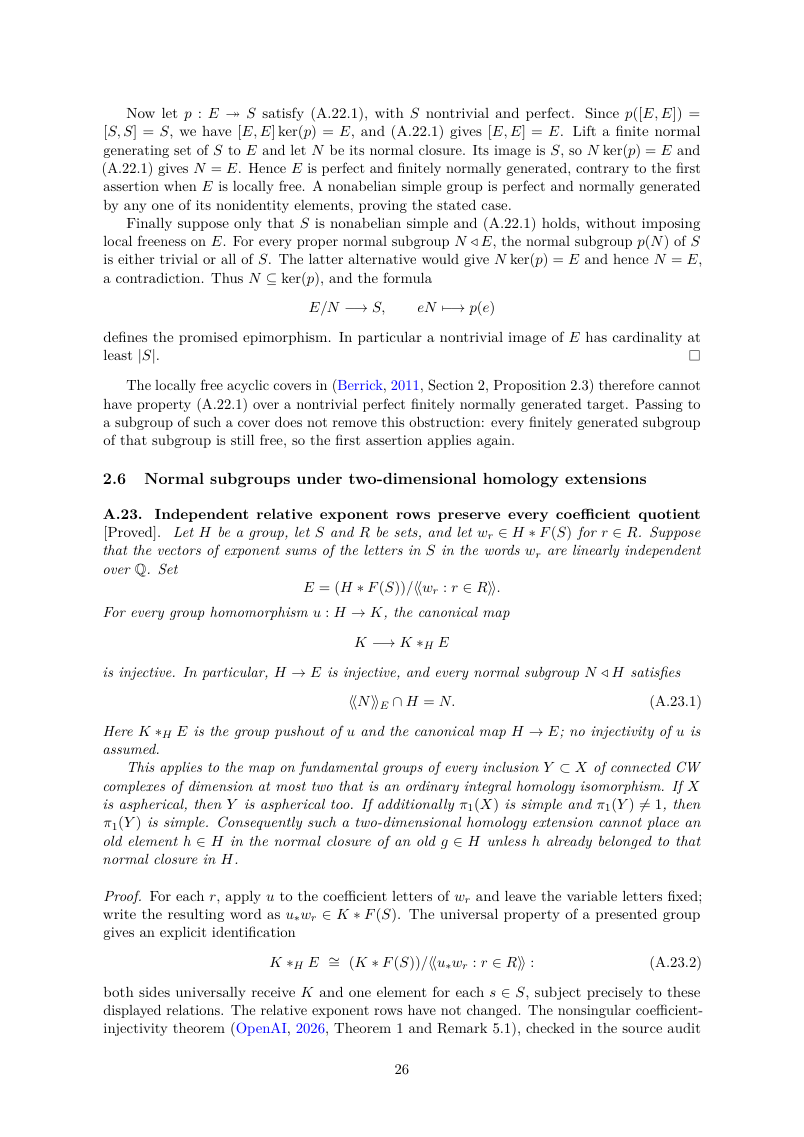 Now let p : E ↠ S satisfy (A.22.1), with S nontrivial and perfect. Since p([E, E]) =
[S, S] = S, we have [E, E] ker(p) = E, and (A.22.1) gives [E, E] = E. Lift a finite normal
generating set of S to E and let N be its normal closure. Its image is S, so N ker(p) = E and
(A.22.1) gives N = E. Hence E is perfect and finitely normally generated, contrary to the first
assertion when E is locally free. A nonabelian simple group is perfect and normally generated
by any one of its nonidentity elements, proving the stated case.
Finally suppose only that S is nonabelian simple and (A.22.1) holds, without imposing
local freeness on E. For every proper normal subgroup N ◁ E, the normal subgroup p(N) of S
is either trivial or all of S. The latter alternative would give N ker(p) = E and hence N = E,
a contradiction. Thus N ⊆ ker(p), and the formula
E/N ⟶ S, eN ⟼ p(e)
defines the promised epimorphism. In particular a nontrivial image of E has cardinality at
least |S|. □
The locally free acyclic covers in (Berrick, 2011, Section 2, Proposition 2.3) therefore cannot
have property (A.22.1) over a nontrivial perfect finitely normally generated target. Passing to
a subgroup of such a cover does not remove this obstruction: every finitely generated subgroup
of that subgroup is still free, so the first assertion applies again.
2.6 Normal subgroups under two-dimensional homology extensions
A.23. Independent relative exponent rows preserve every coefficient quotient
[Proved]. Let H be a group, let S and R be sets, and let w_r ∈ H * F(S) for r ∈ R. Suppose
that the vectors of exponent sums of the letters in S in the words w_r are linearly independent
over ℚ. Set
E = (H * F(S))/⟨⟨w_r : r ∈ R⟩⟩.
For every group homomorphism u : H → K, the canonical map
K ⟶ K *_H E
is injective. In particular, H → E is injective, and every normal subgroup N ◁ H satisfies
⟨⟨N⟩⟩_E ∩ H = N. (A.23.1)
Here K *_H E is the group pushout of u and the canonical map H → E; no injectivity of u is
assumed.
This applies to the map on fundamental groups of every inclusion Y ⊂ X of connected CW
complexes of dimension at most two that is an ordinary integral homology isomorphism. If X
is aspherical, then Y is aspherical too. If additionally π₁(X) is simple and π₁(Y) ≠ 1, then
π₁(Y) is simple. Consequently such a two-dimensional homology extension cannot place an
old element h ∈ H in the normal closure of an old g ∈ H unless h already belonged to that
normal closure in H.
Proof. For each r, apply u to the coefficient letters of w_r and leave the variable letters fixed;
write the resulting word as u_*w_r ∈ K * F(S). The universal property of a presented group
gives an explicit identification
K *_H E ≅ (K * F(S))/⟨⟨u_*w_r : r ∈ R⟩⟩ : (A.23.2)
both sides universally receive K and one element for each s ∈ S, subject precisely to these
displayed relations. The relative exponent rows have not changed. The nonsingular coefficient-
injectivity theorem (OpenAI, 2026, Theorem 1 and Remark 5.1), checked in the source audit
26